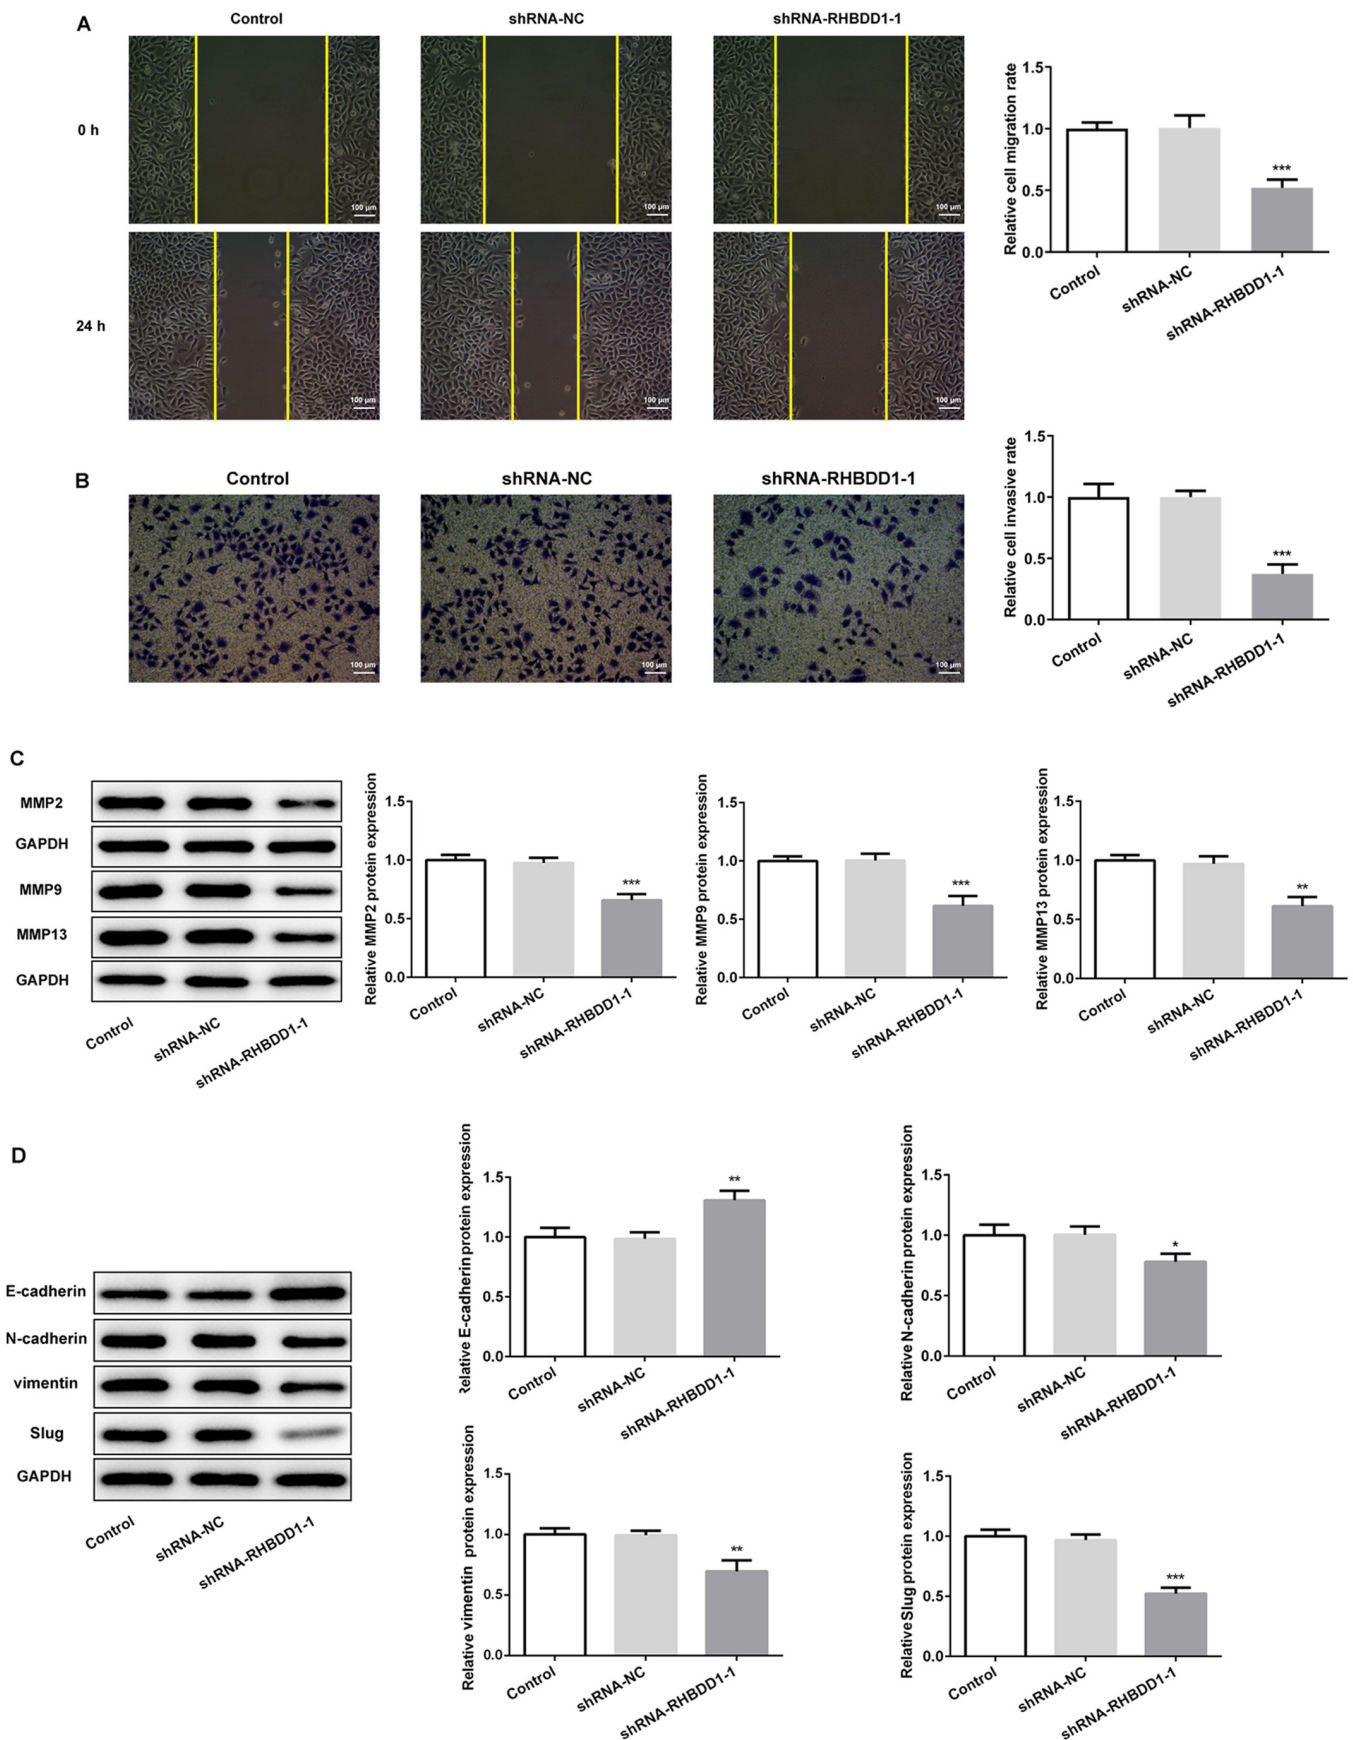 A
Control
shRNA-NC
shRNA-RHBDD1-1
0 h
100 µm
100 µm
100 µm
24 h
100 µm
100 µm
100 µm
Relative cell migration rate
1.5
1.0
0.5
0.0
***
Control
shRNA-NC
shRNA-RHBDD1-1
B
Control
shRNA-NC
shRNA-RHBDD1-1
100 µm
100 µm
100 µm
Relative cell invasive rate
1.5
1.0
0.5
0.0
***
Control
shRNA-NC
shRNA-RHBDD1-1
C
MMP2
GAPDH
MMP9
MMP13
GAPDH
Control
shRNA-NC
shRNA-RHBDD1-1
Relative MMP2 protein expression
1.5
1.0
0.5
0.0
***
Control
shRNA-NC
shRNA-RHBDD1-1
Relative MMP9 protein expression
1.5
1.0
0.5
0.0
***
Control
shRNA-NC
shRNA-RHBDD1-1
Relative MMP13 protein expression
1.5
1.0
0.5
0.0
**
Control
shRNA-NC
shRNA-RHBDD1-1
D
E-cadherin
N-cadherin
vimentin
Slug
GAPDH
Control
shRNA-NC
shRNA-RHBDD1-1
Relative E-cadherin protein expression
1.5
1.0
0.5
0.0
**
Control
shRNA-NC
shRNA-RHBDD1-1
Relative N-cadherin protein expression
1.5
1.0
0.5
0.0
*
Control
shRNA-NC
shRNA-RHBDD1-1
Relative vimentin protein expression
1.5
1.0
0.5
0.0
**
Control
shRNA-NC
shRNA-RHBDD1-1
Relative Slug protein expression
1.5
1.0
0.5
0.0
***
Control
shRNA-NC
shRNA-RHBDD1-1